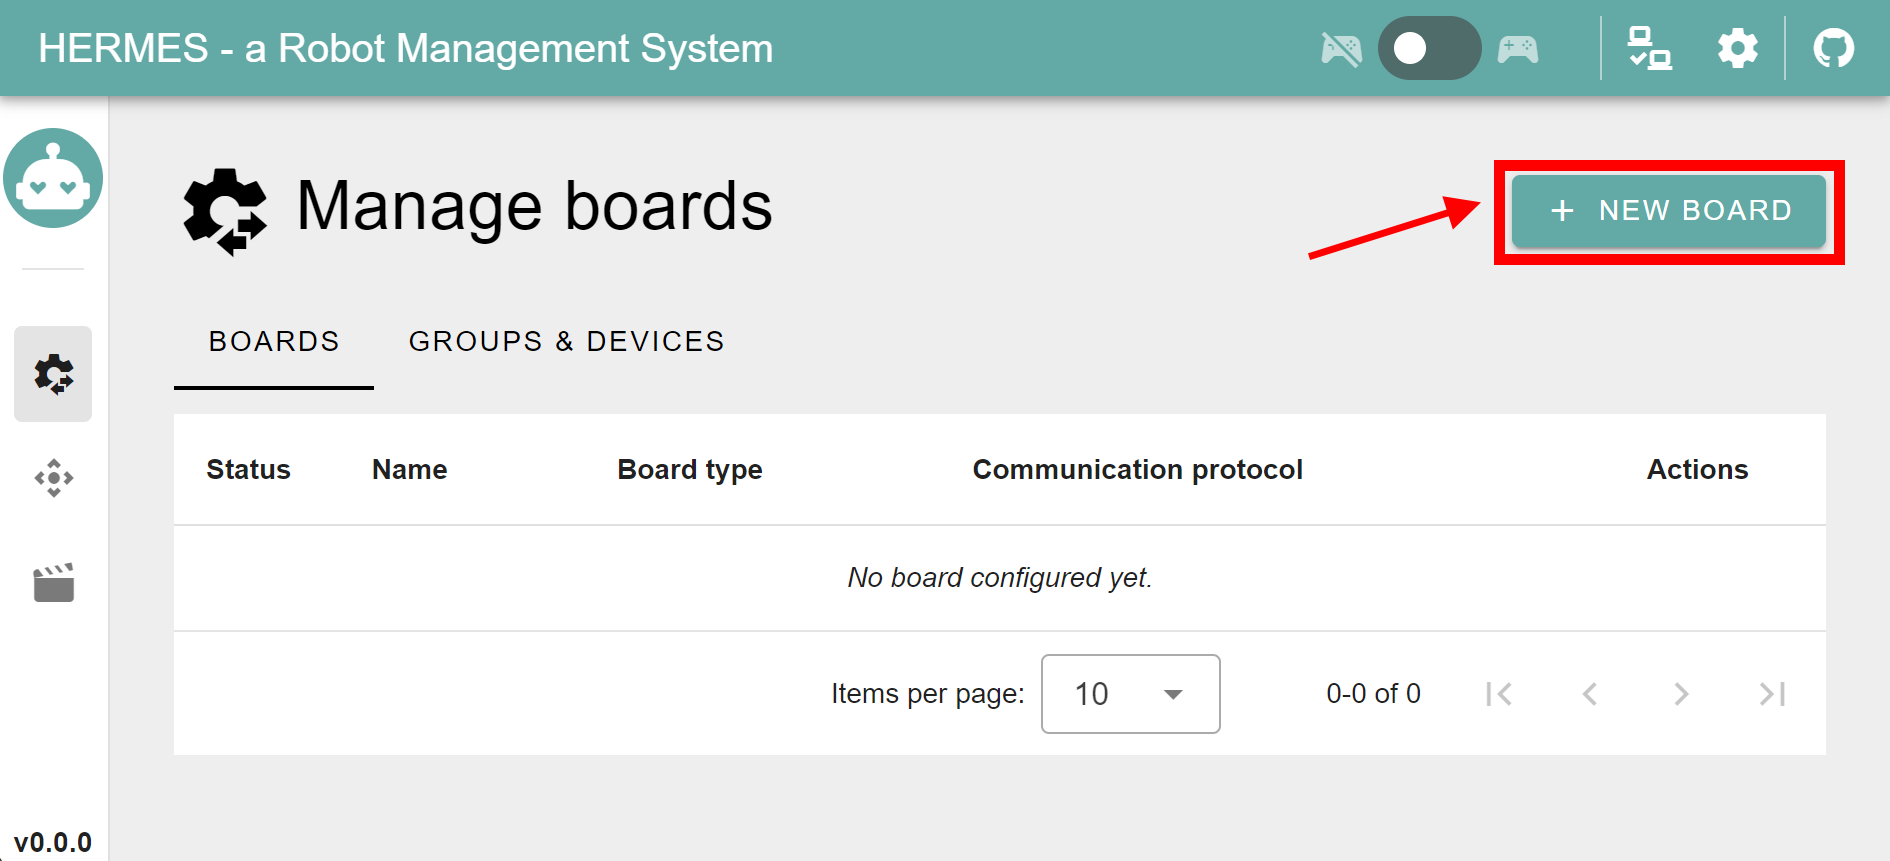 HERMES - a Robot Management System
Manage boards
+ NEW BOARD
BOARDS
GROUPS & DEVICES
Status Name Board type Communication protocol Actions
No board configured yet.
Items per page: 10 0-0 of 0
v0.0.0